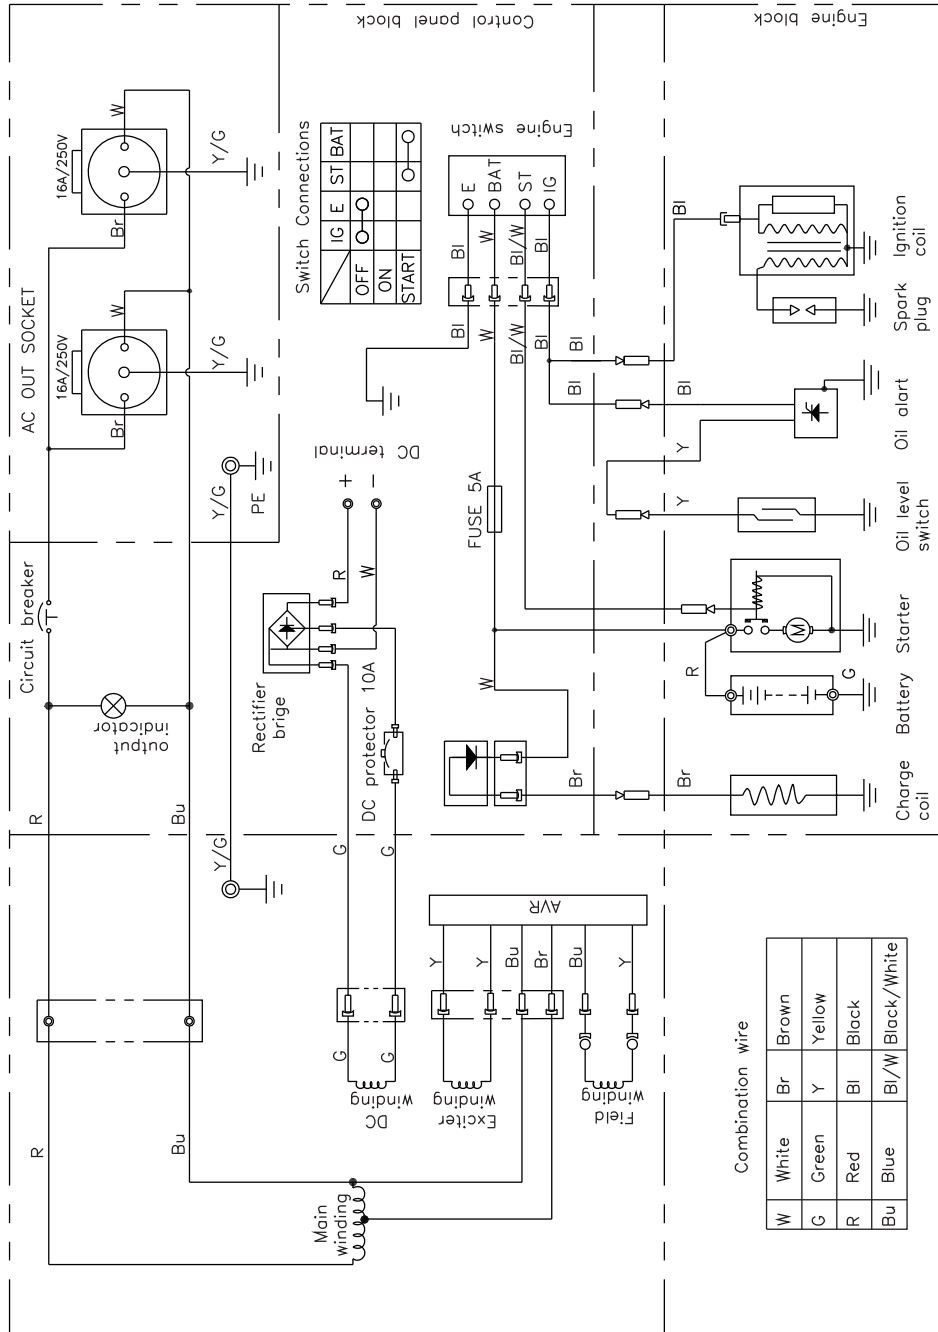 Control panel block
Engine block
AC OUT SOCKET
16A/250V
W
Br
Y/G
16A/250V
W
Br
Y/G
Y/G
PE
Switch Connections
IG E ST BAT
OFF
ON
START
Engine switch
E
BAT
ST
IG
Bl
W
Bl/W
Bl
Bl
W
Bl/W
Bl
Bl
Bl
Bl
Bl
Ignition
coil
Spark
plug
Oil alart
Y
Y
Oil level
switch
FUSE 5A
DC terminal
+
−
R
W
Circuit breaker
output
indicator
Rectifier
brige
DC protector 10A
W
M
Starter
R
G
Battery
Br
Br
Charge
coil
R
Bu
Y/G
G
G
AVR
Y
Y
Bu
Br
Bu
Y
G
G
DC
winding
Exciter
winding
Field
winding
R
Bu
Main
winding
Combination wire
W White Br Brown
G Green Y Yellow
R Red Bl Black
Bu Blue Bl/W Black/White